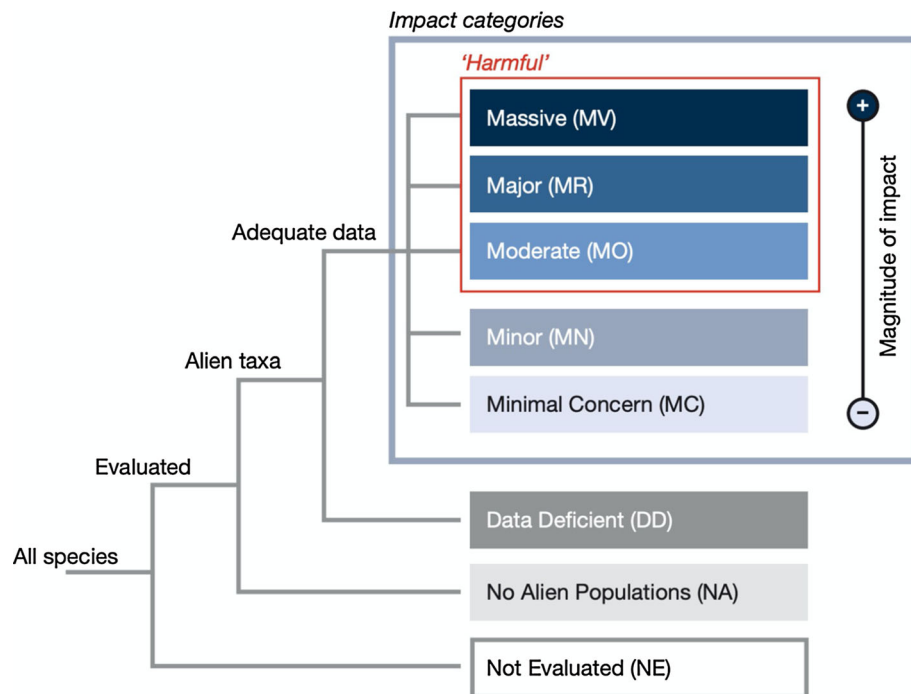 Impact categories
'Harmful'
Massive (MV)
+
Major (MR)
Adequate data
Moderate (MO)
Magnitude of impact
Minor (MN)
Alien taxa
Minimal Concern (MC)
−
Evaluated
Data Deficient (DD)
All species
No Alien Populations (NA)
Not Evaluated (NE)